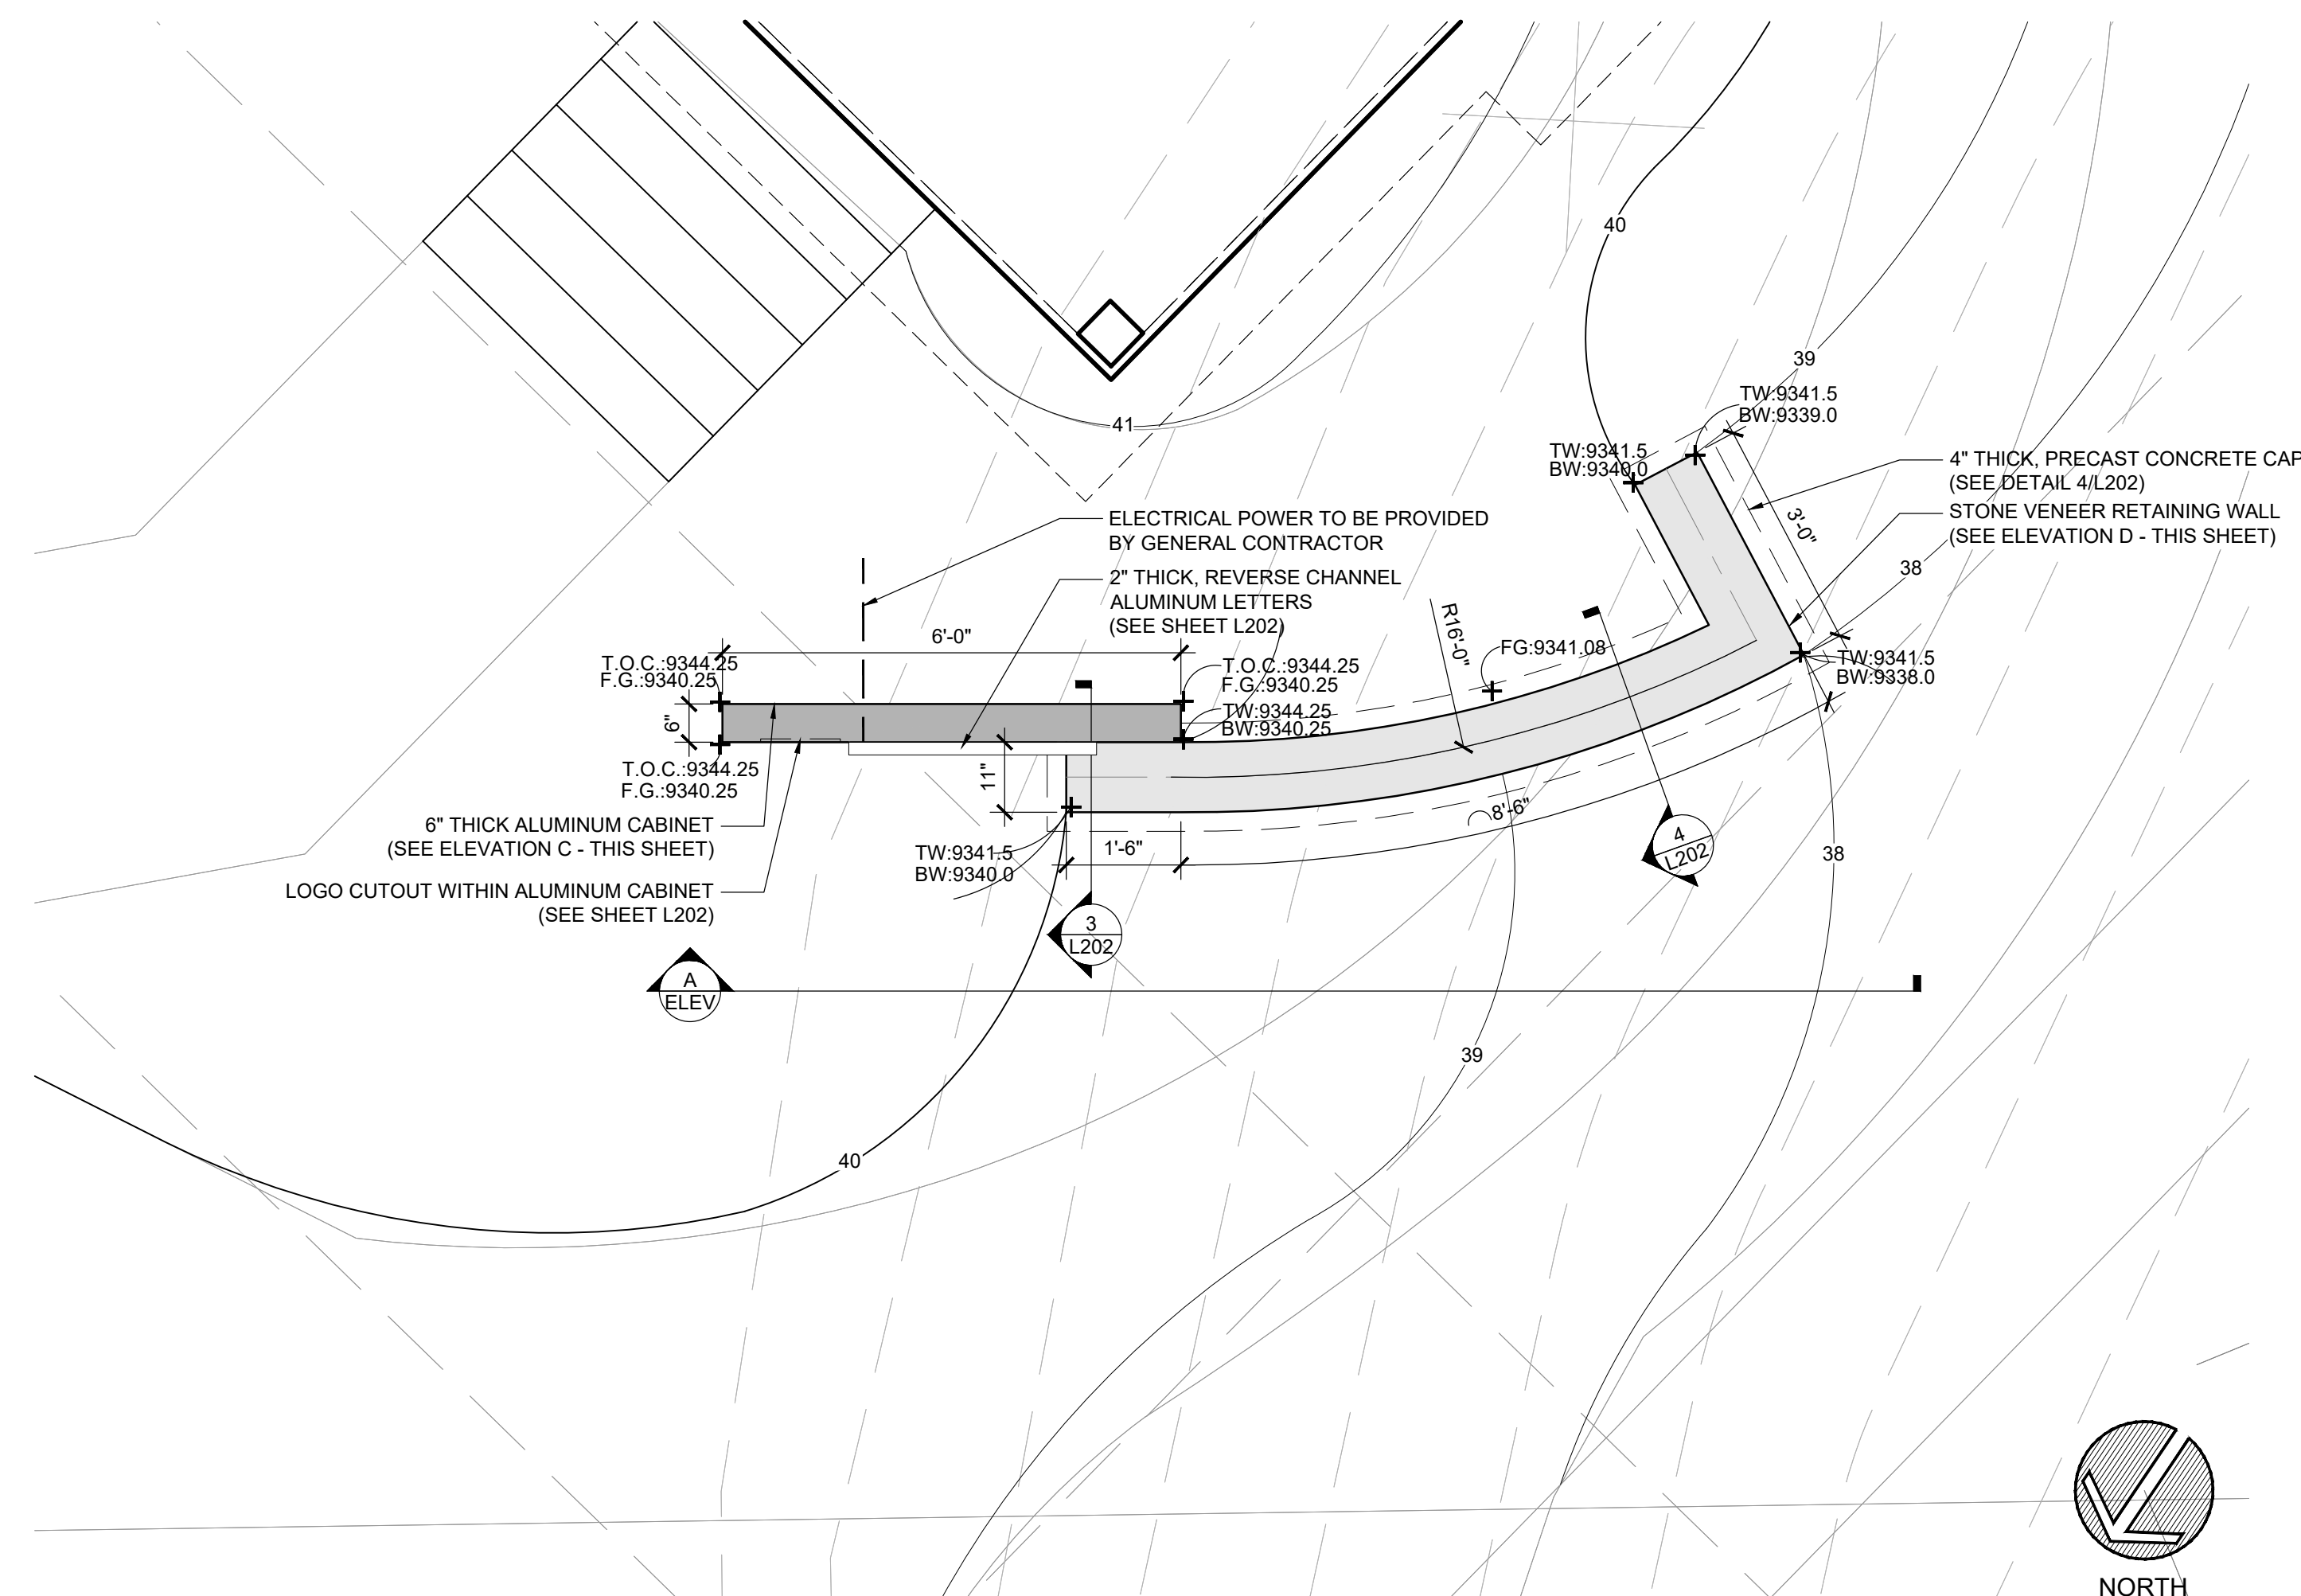 40
39
TW:9341.5
BW:9339.0
41
TW:9341.5
BW:9340.0
4" THICK, PRECAST CONCRETE CAP
(SEE DETAIL 4/L202)
STONE VENEER RETAINING WALL
(SEE ELEVATION D - THIS SHEET)
3'-0"
38
ELECTRICAL POWER TO BE PROVIDED
BY GENERAL CONTRACTOR
2" THICK, REVERSE CHANNEL
ALUMINUM LETTERS
(SEE SHEET L202)
6'-0"
R16'-0"
FG:9341.08
T.O.C.:9344.25
F.G.:9340.25
T.O.C.:9344.25
F.G.:9340.25
TW:9344.25
BW:9340.25
TW:9341.5
BW:9338.0
6"
11"
T.O.C.:9344.25
F.G.:9340.25
6" THICK ALUMINUM CABINET
(SEE ELEVATION C - THIS SHEET)
LOGO CUTOUT WITHIN ALUMINUM CABINET
(SEE SHEET L202)
TW:9341.5
BW:9340.0
1'-6"
8'-6"
4
L202
38
3
L202
A
ELEV
39
40
NORTH